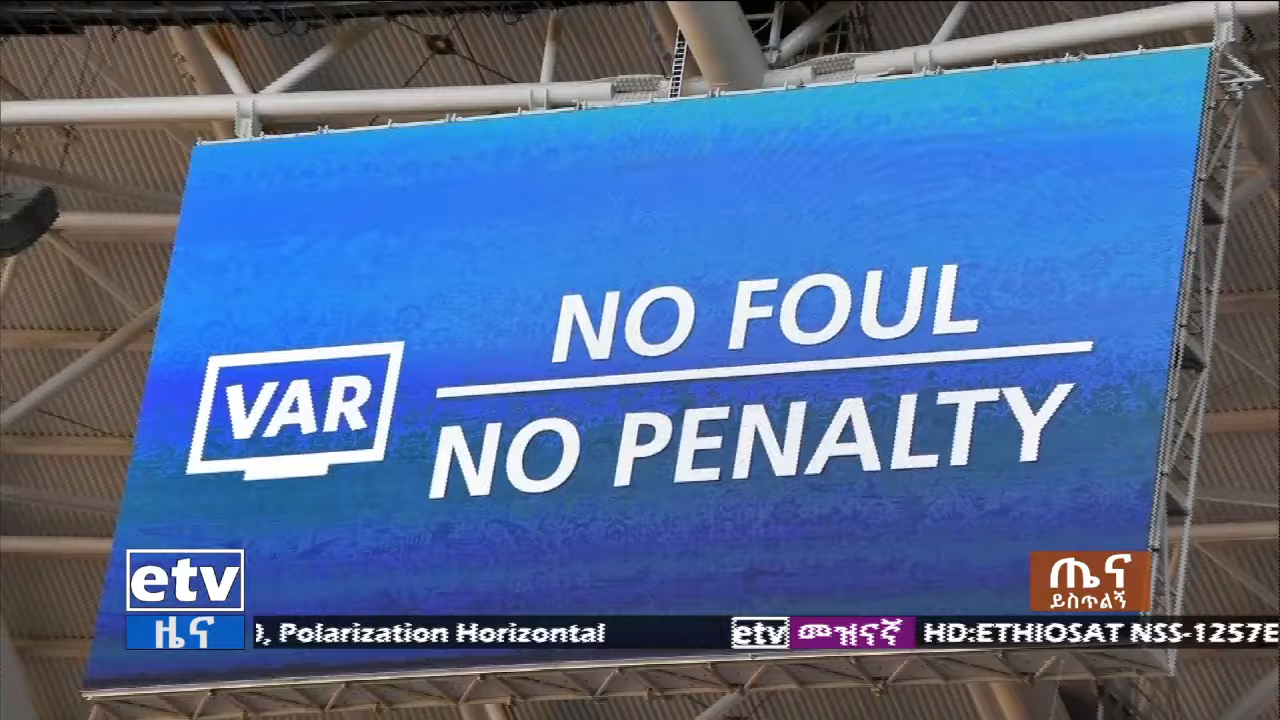 NO FOUL
VAR
NO PENALTY
etv
ዜና
ጤና
ይስጥልኝ
, Polarization Horizontal
etv መዝናኛ HD:ETHIOSAT NSS-1257E